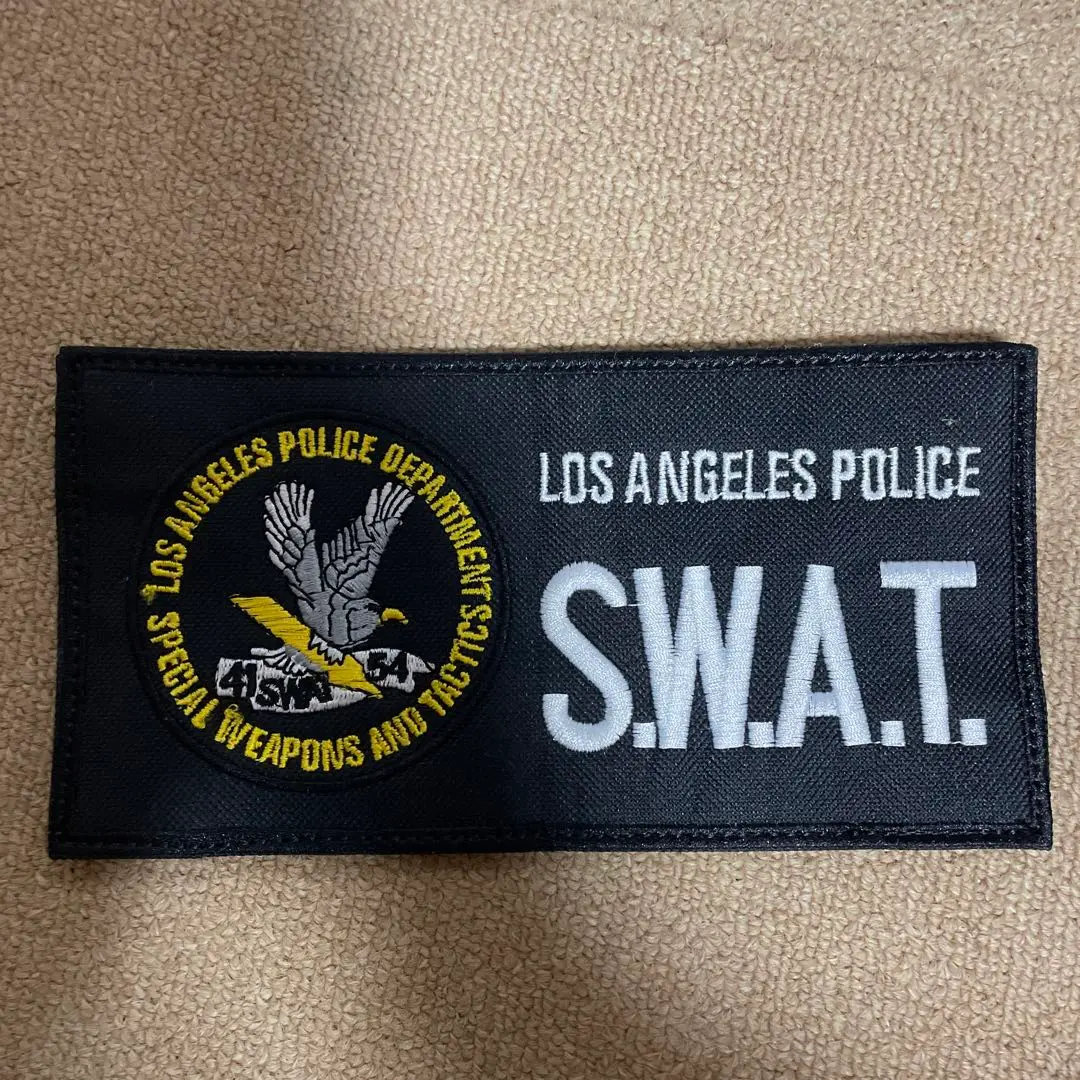 LOS ANGELES POLICE DEPARTMENT
SPECIAL WEAPONS AND TACTICS
41 SWAT 54
LOS ANGELES POLICE
S.W.A.T.